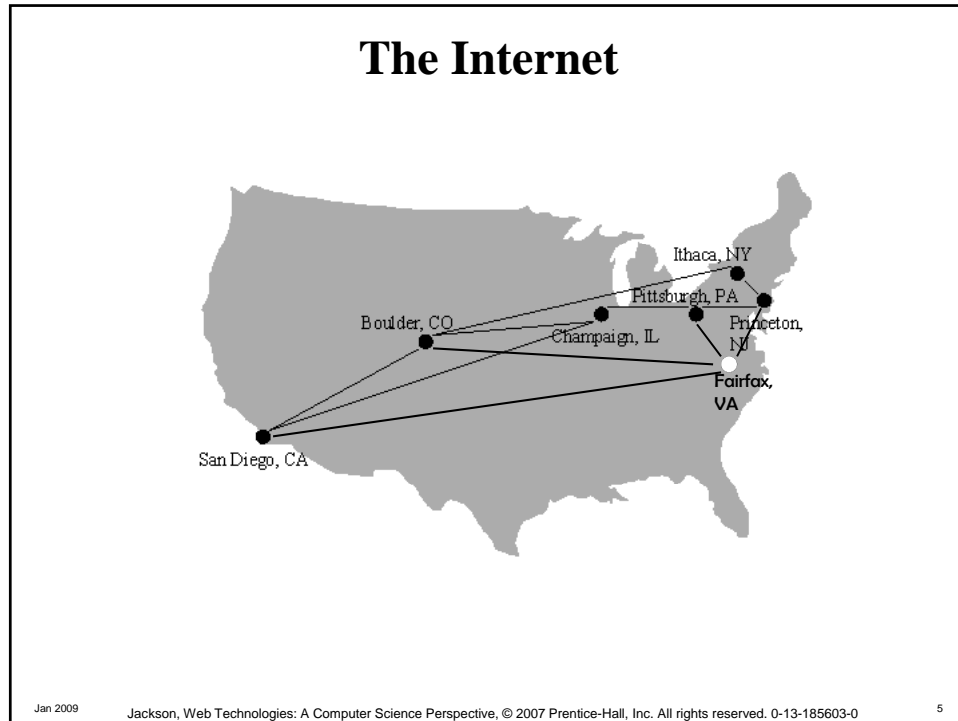 The Internet
Ithaca, NY
Pittsburgh, PA
Boulder, CO
Champaign, IL
Princeton,
NJ
Fairfax,
VA
San Diego, CA
Jan 2009
Jackson, Web Technologies: A Computer Science Perspective, © 2007 Prentice-Hall, Inc. All rights reserved. 0-13-185603-0
5